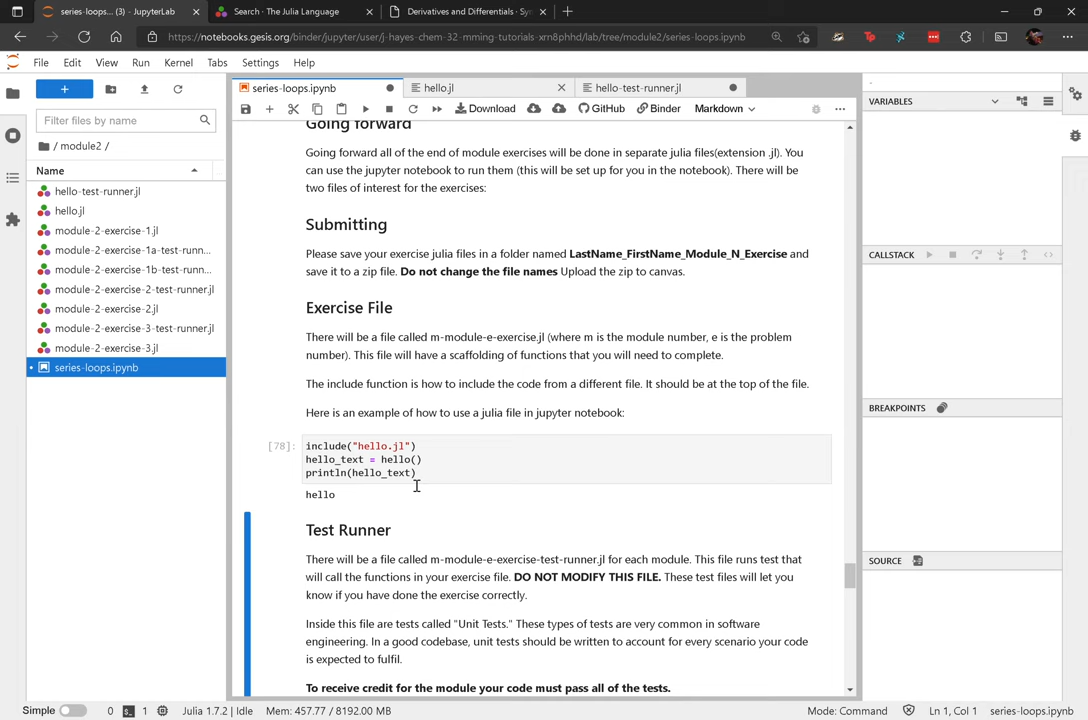 series-loops... (3) - JupyterLab
Search · The Julia Language
Derivatives and Differentials · Sy
https://notebooks.gesis.org/binder/jupyter/user/j-hayes-chem-32-mming-tutorials-xrn8phhd/lab/tree/module2/series-loops.ipynb
File Edit View Run Kernel Tabs Settings Help
series-loops.ipynb
hello.jl
hello-test-runner.jl
Download
GitHub
Binder
Markdown
Filter files by name
/ module2 /
Name
hello-test-runner.jl
hello.jl
module-2-exercise-1.jl
module-2-exercise-1a-test-runn...
module-2-exercise-1b-test-runn...
module-2-exercise-2-test-runner.jl
module-2-exercise-2.jl
module-2-exercise-3-test-runner.jl
module-2-exercise-3.jl
series-loops.ipynb
Going forward
Going forward all of the end of module exercises will be done in separate julia files(extension .jl). You
can use the jupyter notebook to run them (this will be set up for you in the notebook). There will be
two files of interest for the exercises:
Submitting
Please save your exercise julia files in a folder named LastName_FirstName_Module_N_Exercise and
save it to a zip file. Do not change the file names Upload the zip to canvas.
Exercise File
There will be a file called m-module-e-exercise.jl (where m is the module number, e is the problem
number). This file will have a scaffolding of functions that you will need to complete.
The include function is how to include the code from a different file. It should be at the top of the file.
Here is an example of how to use a julia file in jupyter notebook:
[78]:
include("hello.jl")
hello_text = hello()
println(hello_text)
hello
Test Runner
There will be a file called m-module-e-exercise-test-runner.jl for each module. This file runs test that
will call the functions in your exercise file. DO NOT MODIFY THIS FILE. These test files will let you
know if you have done the exercise correctly.
Inside this file are tests called "Unit Tests." These types of tests are very common in software
engineering. In a good codebase, unit tests should be written to account for every scenario your code
is expected to fulfil.
To receive credit for the module your code must pass all of the tests.
VARIABLES
CALLSTACK
BREAKPOINTS
SOURCE
Simple
0
1
Julia 1.7.2 | Idle
Mem: 457.77 / 8192.00 MB
Mode: Command
Ln 1, Col 1
series-loops.ipynb